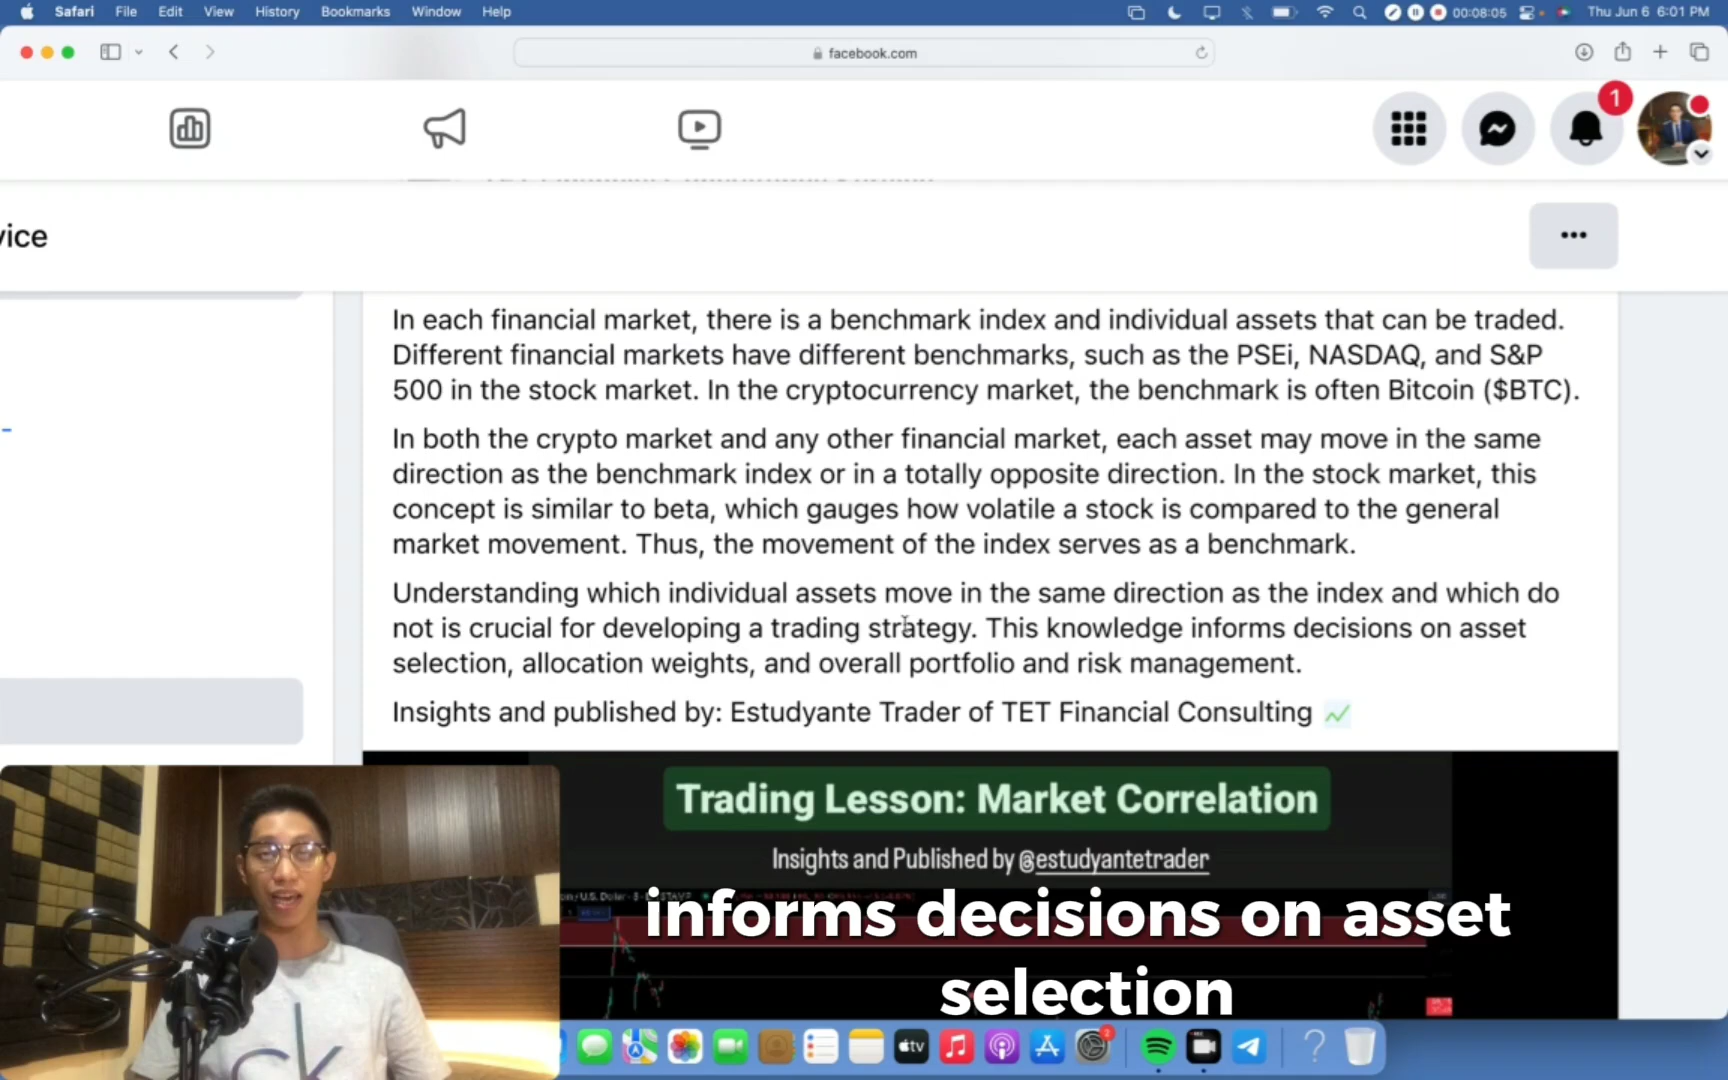 Safari File Edit View History Bookmarks Window Help 00:08:05 Thu Jun 6 6:01 PM
facebook.com
1
vice
In each financial market, there is a benchmark index and individual assets that can be traded.
Different financial markets have different benchmarks, such as the PSEi, NASDAQ, and S&P
500 in the stock market. In the cryptocurrency market, the benchmark is often Bitcoin ($BTC).
In both the crypto market and any other financial market, each asset may move in the same
direction as the benchmark index or in a totally opposite direction. In the stock market, this
concept is similar to beta, which gauges how volatile a stock is compared to the general
market movement. Thus, the movement of the index serves as a benchmark.
Understanding which individual assets move in the same direction as the index and which do
not is crucial for developing a trading strategy. This knowledge informs decisions on asset
selection, allocation weights, and overall portfolio and risk management.
Insights and published by: Estudyante Trader of TET Financial Consulting
Trading Lesson: Market Correlation
Insights and Published by @estudyantetrader
informs decisions on asset
selection
ck
tv
2